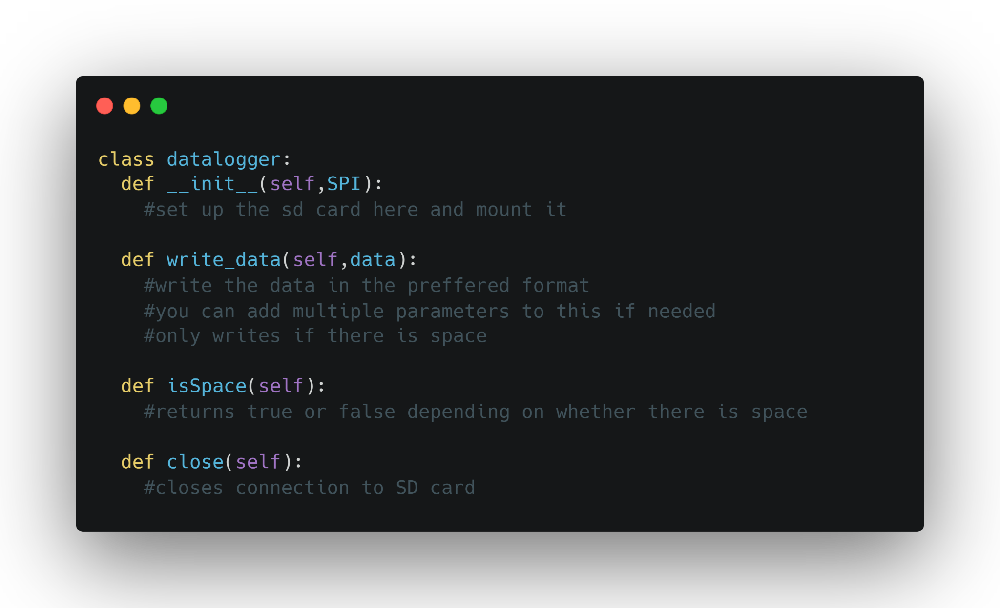 class datalogger:
  def __init__(self,SPI):
    #set up the sd card here and mount it
  def write_data(self,data):
    #write the data in the preffered format
    #you can add multiple parameters to this if needed
    #only writes if there is space
  def isSpace(self):
    #returns true or false depending on whether there is space
  def close(self):
    #closes connection to SD card